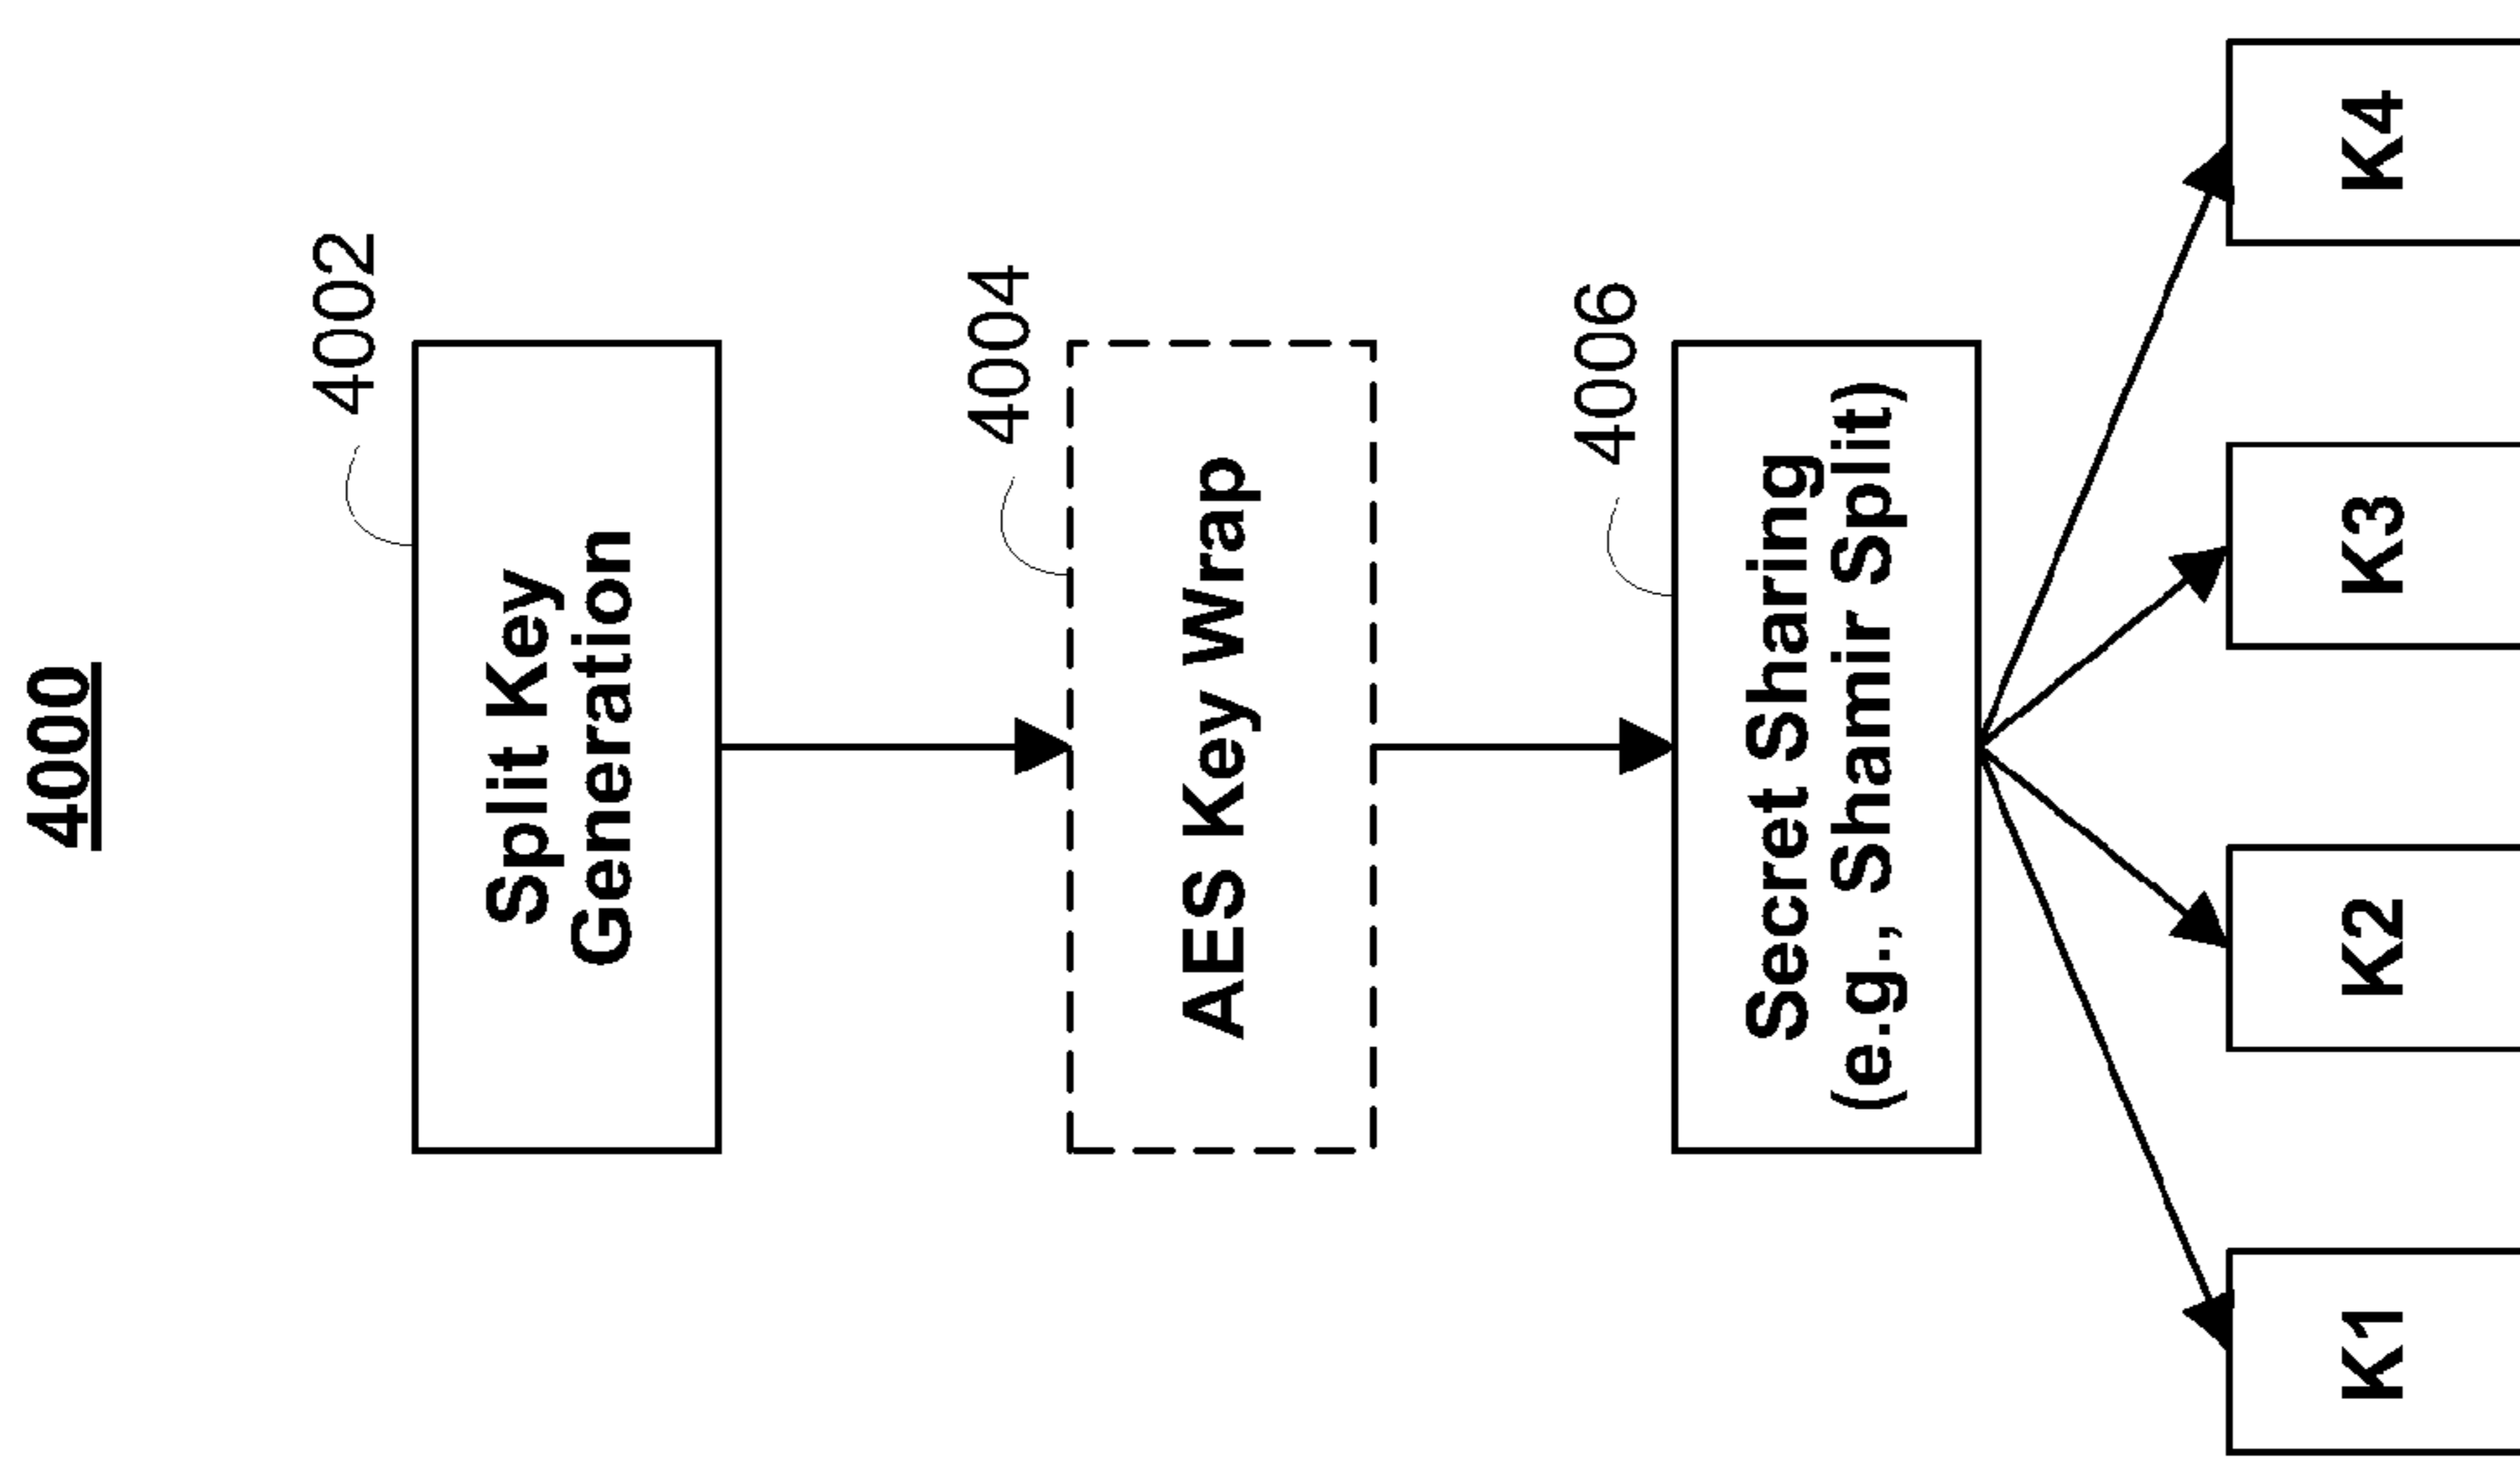 4000
4002
Split Key
Generation
4004
AES Key Wrap
4006
Secret Sharing
(e.g., Shamir Split)
K1
K2
K3
K4